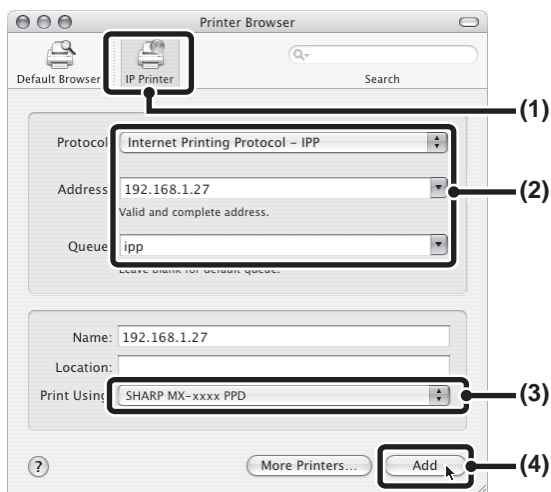 Printer Browser
Default Browser
IP Printer
Search
(1)
Protocol
Internet Printing Protocol – IPP
Address
192.168.1.27
(2)
Valid and complete address.
Queue
ipp
Leave blank for default queue.
Name: 192.168.1.27
Location:
Print Using
SHARP MX-xxxx PPD
(3)
?
More Printers...
Add
(4)